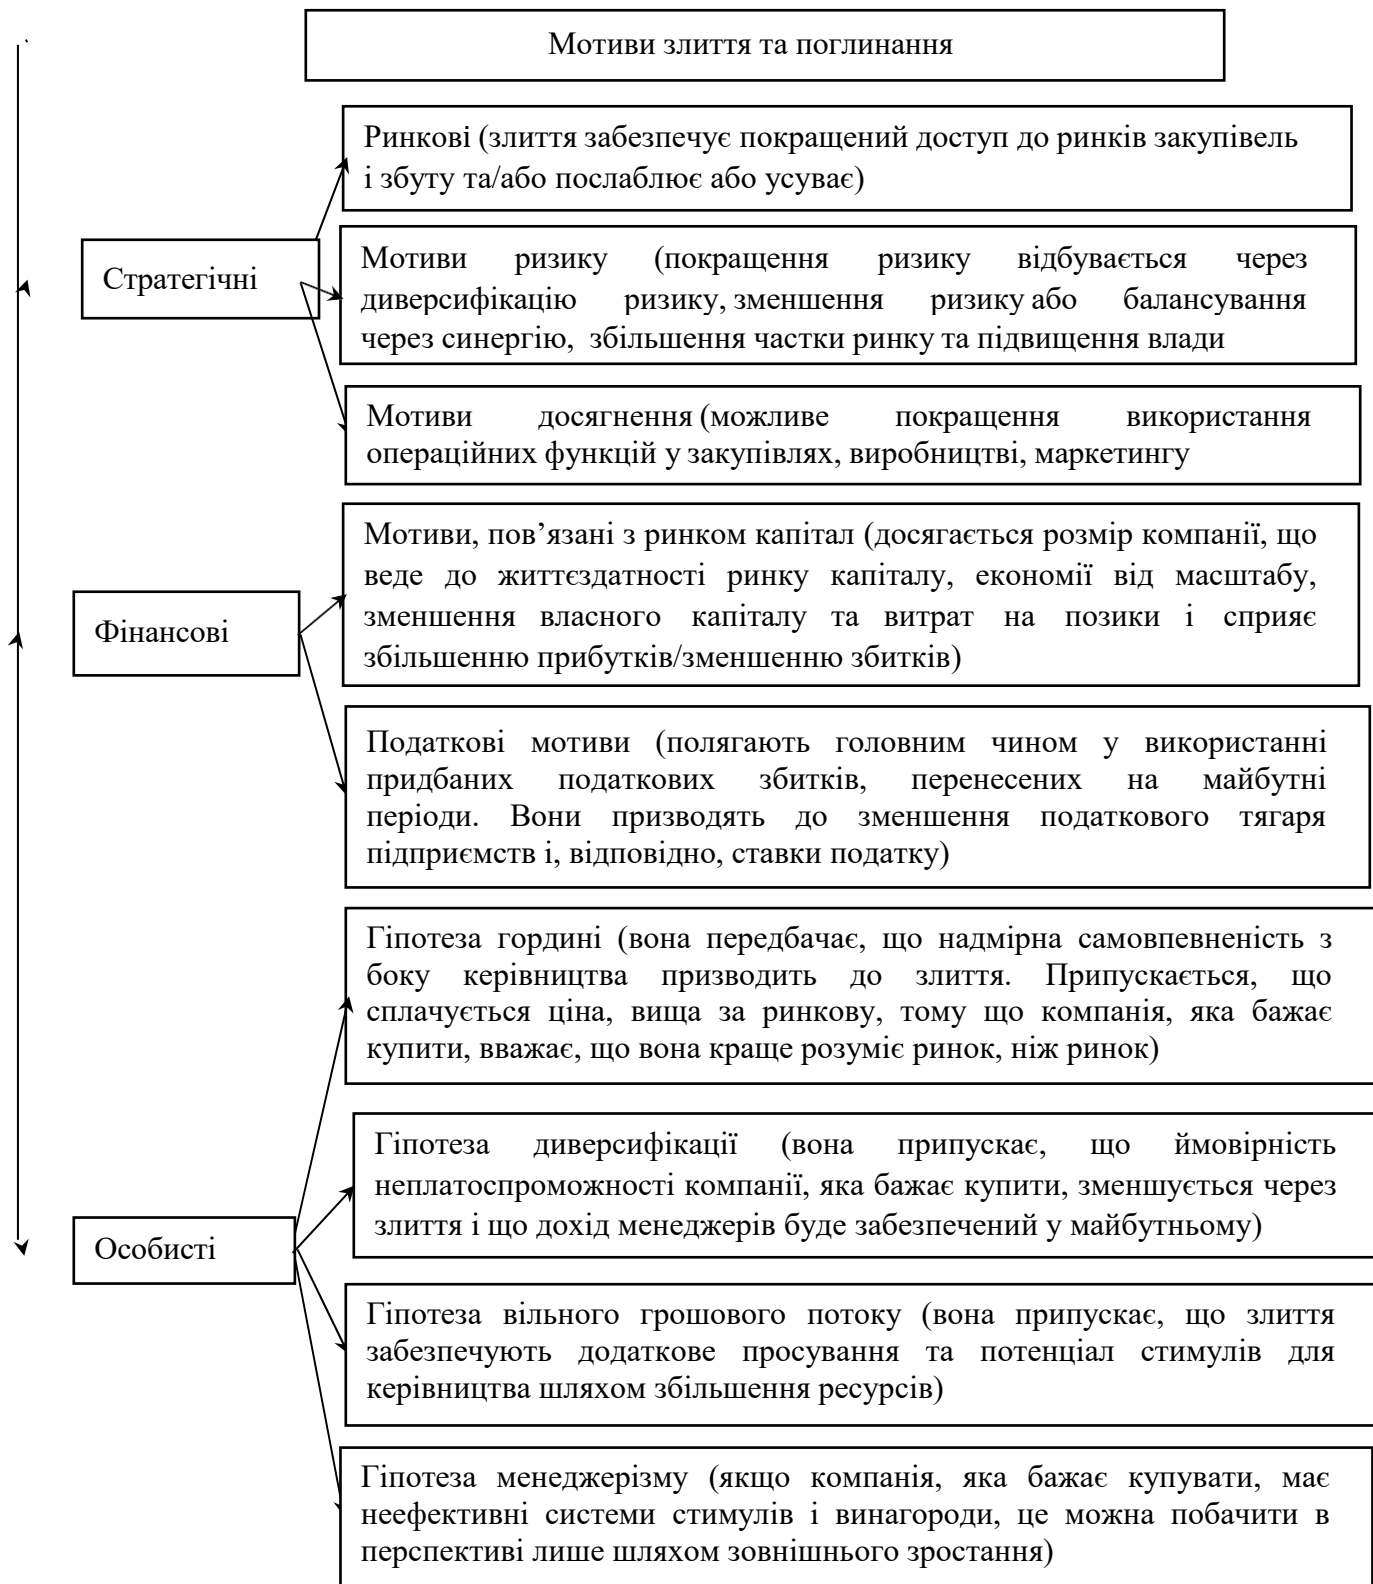 Мотиви злиття та поглинання
Ринкові (злиття забезпечує покращений доступ до ринків закупівель
і збуту та/або послаблює або усуває)
Стратегічні
Мотиви ризику (покращення ризику відбувається через
диверсифікацію ризику, зменшення ризику або балансування
через синергію, збільшення частки ринку та підвищення влади
Мотиви досягнення (можливе покращення використання
операційних функцій у закупівлях, виробництві, маркетингу
Мотиви, пов’язані з ринком капітал (досягається розмір компанії, що
веде до життєздатності ринку капіталу, економії від масштабу,
зменшення власного капіталу та витрат на позики і сприяє
збільшенню прибутків/зменшенню збитків)
Фінансові
Податкові мотиви (полягають головним чином у використанні
придбаних податкових збитків, перенесених на майбутні
періоди. Вони призводять до зменшення податкового тягаря
підприємств і, відповідно, ставки податку)
Гіпотеза гордині (вона передбачає, що надмірна самовпевненість з
боку керівництва призводить до злиття. Припускається, що
сплачується ціна, вища за ринкову, тому що компанія, яка бажає
купити, вважає, що вона краще розуміє ринок, ніж ринок)
Гіпотеза диверсифікації (вона припускає, що ймовірність
неплатоспроможності компанії, яка бажає купити, зменшується через
злиття і що дохід менеджерів буде забезпечений у майбутньому)
Особисті
Гіпотеза вільного грошового потоку (вона припускає, що злиття
забезпечують додаткове просування та потенціал стимулів для
керівництва шляхом збільшення ресурсів)
Гіпотеза менеджеризму (якщо компанія, яка бажає купувати, має
неефективні системи стимулів і винагороди, це можна побачити в
перспективі лише шляхом зовнішнього зростання)